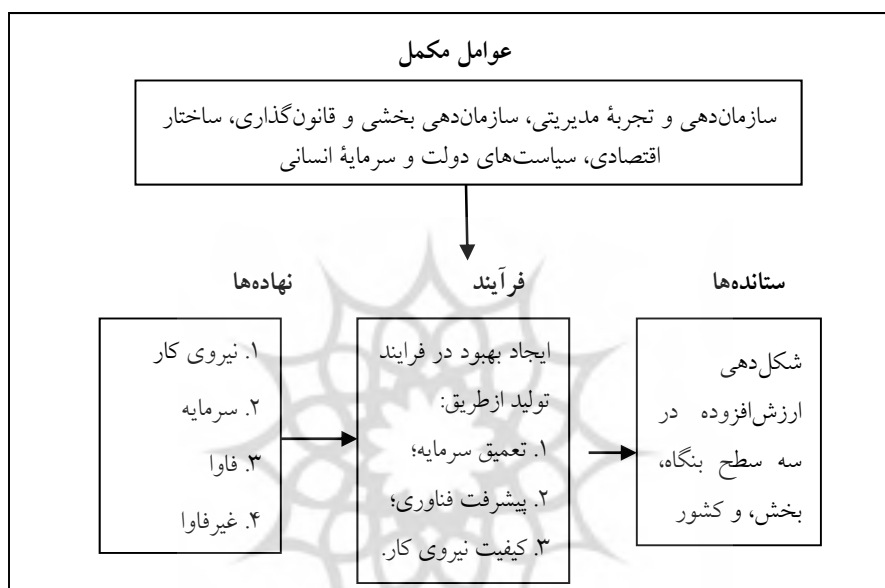 عوامل مکمل
سازمان‌دهی و تجربهٔ مدیریتی، سازمان‌دهی بخشی و قانون‌گذاری، ساختار
اقتصادی، سیاست‌های دولت و سرمایهٔ انسانی
نهاده‌ها
۱. نیروی کار
۲. سرمایه
۳. فاوا
۴. غیرفاوا
فرآیند
ایجاد بهبود در فرایند
تولید ازطریق:
۱. تعمیق سرمایه؛
۲. پیشرفت فناوری؛
۳. کیفیت نیروی کار.
ستانده‌ها
شکل‌دهی
ارزش‌افزوده در
سه سطح بنگاه،
بخش، و کشور